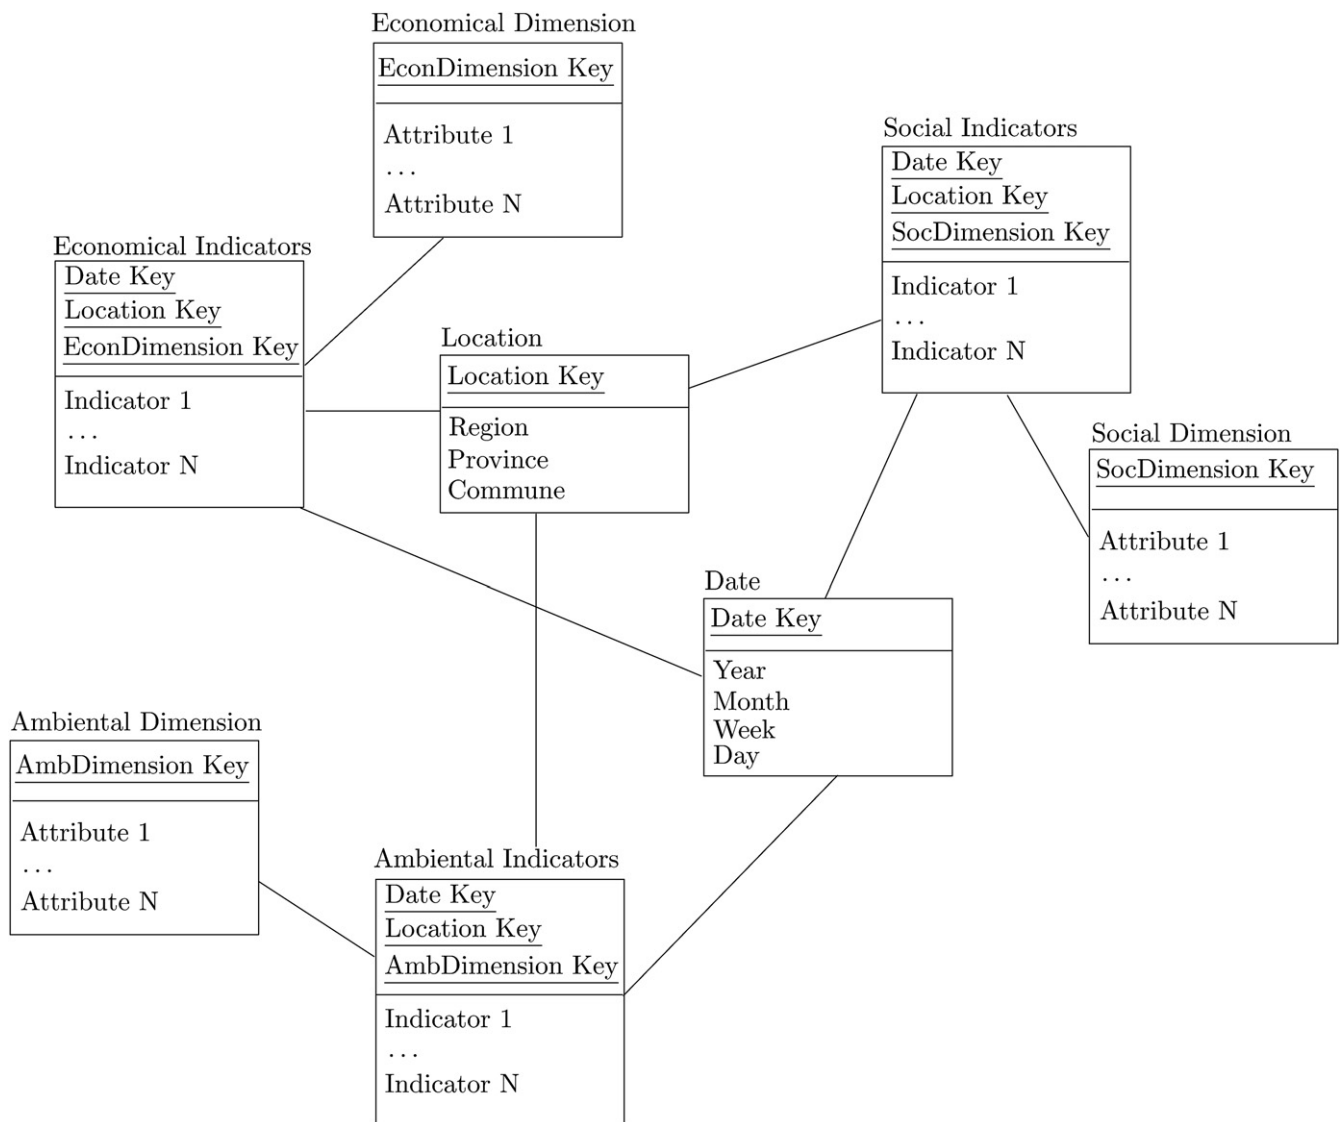 Economical Dimension
EconDimension Key
Attribute 1
...
Attribute N
Social Indicators
Date Key
Location Key
SocDimension Key
Indicator 1
...
Indicator N
Economical Indicators
Date Key
Location Key
EconDimension Key
Indicator 1
...
Indicator N
Location
Location Key
Region
Province
Commune
Social Dimension
SocDimension Key
Attribute 1
...
Attribute N
Date
Date Key
Year
Month
Week
Day
Ambiental Dimension
AmbDimension Key
Attribute 1
...
Attribute N
Ambiental Indicators
Date Key
Location Key
AmbDimension Key
Indicator 1
...
Indicator N